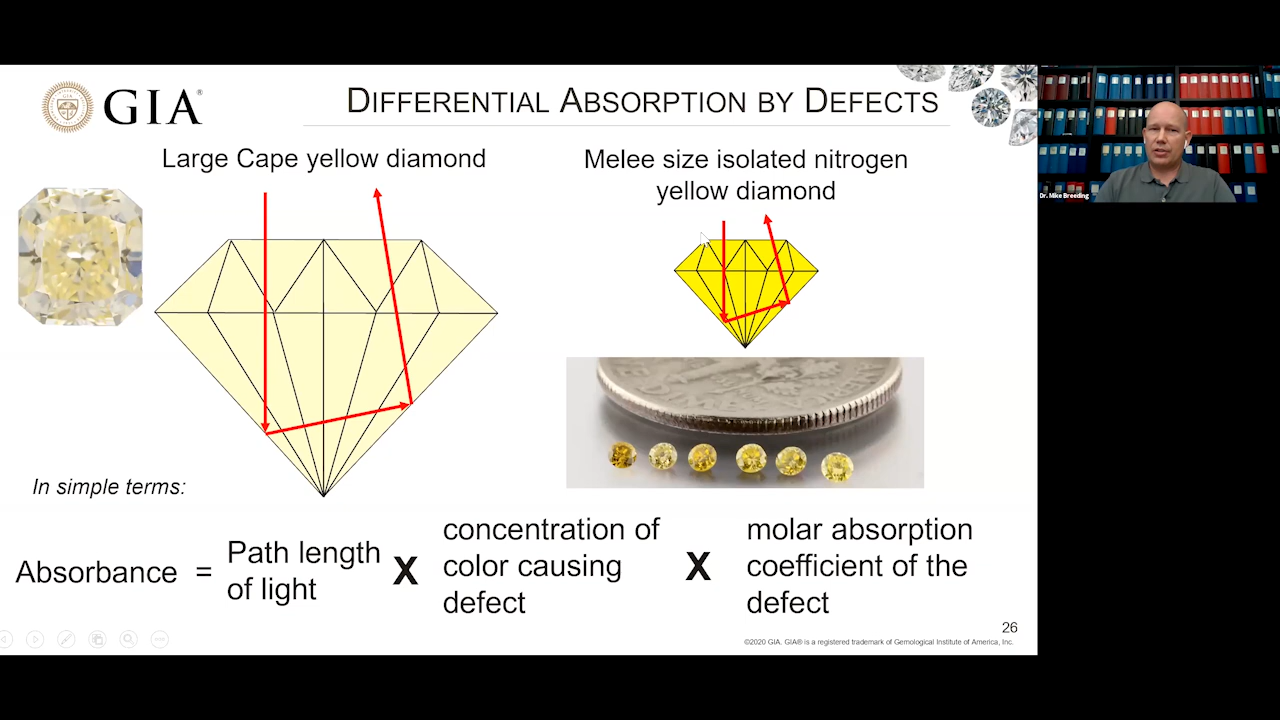 GIA®
DIFFERENTIAL ABSORPTION BY DEFECTS
Large Cape yellow diamond
Melee size isolated nitrogen
yellow diamond
Dr. Mike Breeding
In simple terms:
Absorbance = Path length of light X concentration of color causing defect X molar absorption coefficient of the defect
26
©2020 GIA. GIA® is a registered trademark of Gemological Institute of America, Inc.